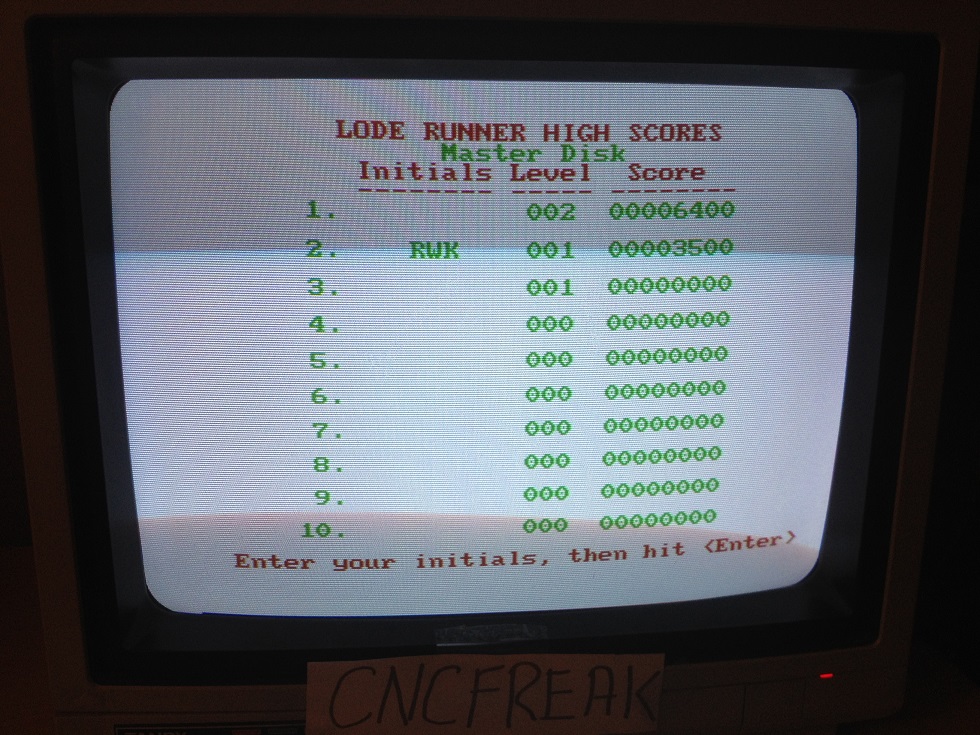 LODE RUNNER HIGH SCORES
Master Disk
Initials Level Score
-------- ----- --------
1. 002 00006400
2. RWK 001 00003500
3. 001 00000000
4. 000 00000000
5. 000 00000000
6. 000 00000000
7. 000 00000000
8. 000 00000000
9. 000 00000000
10. 000 00000000
Enter your initials, then hit <Enter>
CNCFREAK